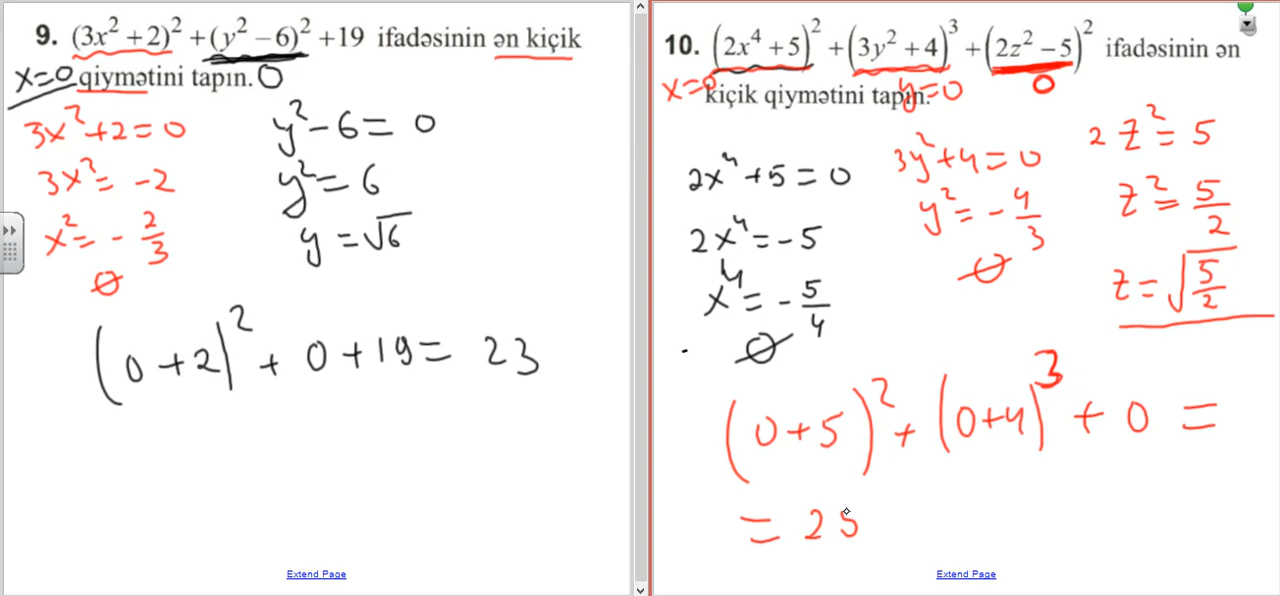 9. (3x² + 2)² + (y² − 6)² + 19 ifadəsinin ən kiçik
x=0 qiymətini tapın. 0
3x² + 2 = 0
3x² = -2
x² = - 2/3
∅
y² - 6 = 0
y² = 6
y = √6
(0 + 2)² + 0 + 19 = 23
Extend Page
10. (2x⁴ + 5)² + (3y² + 4)³ + (2z² − 5)² ifadəsinin ən
x=0 y=0 0
kiçik qiymətini tapın.
2x⁴ + 5 = 0
2x⁴ = -5
x⁴ = - 5/4
∅
3y² + 4 = 0
y² = - 4/3
∅
2z² = 5
z² = 5/2
z = √5/2
(0 + 5)² + (0+4)³ + 0 =
= 25
Extend Page